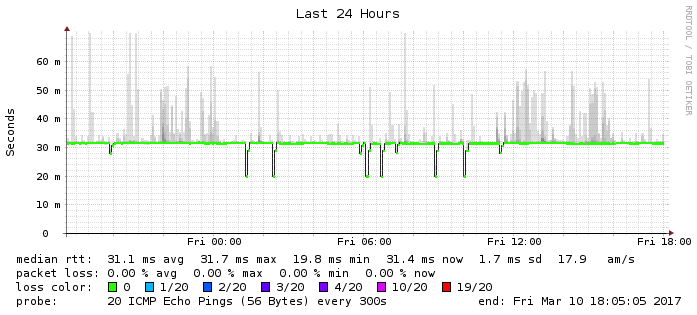 Last 24 Hours
RRDTOOL / TOBI OETIKER
Seconds
60 m
50 m
40 m
30 m
20 m
10 m
0
Fri 00:00 Fri 06:00 Fri 12:00 Fri 18:00
median rtt: 31.1 ms avg 31.7 ms max 19.8 ms min 31.4 ms now 1.7 ms sd 17.9 am/s
packet loss: 0.00 % avg 0.00 % max 0.00 % min 0.00 % now
loss color: 0 1/20 2/20 3/20 4/20 10/20 19/20
probe: 20 ICMP Echo Pings (56 Bytes) every 300s end: Fri Mar 10 18:05:05 2017